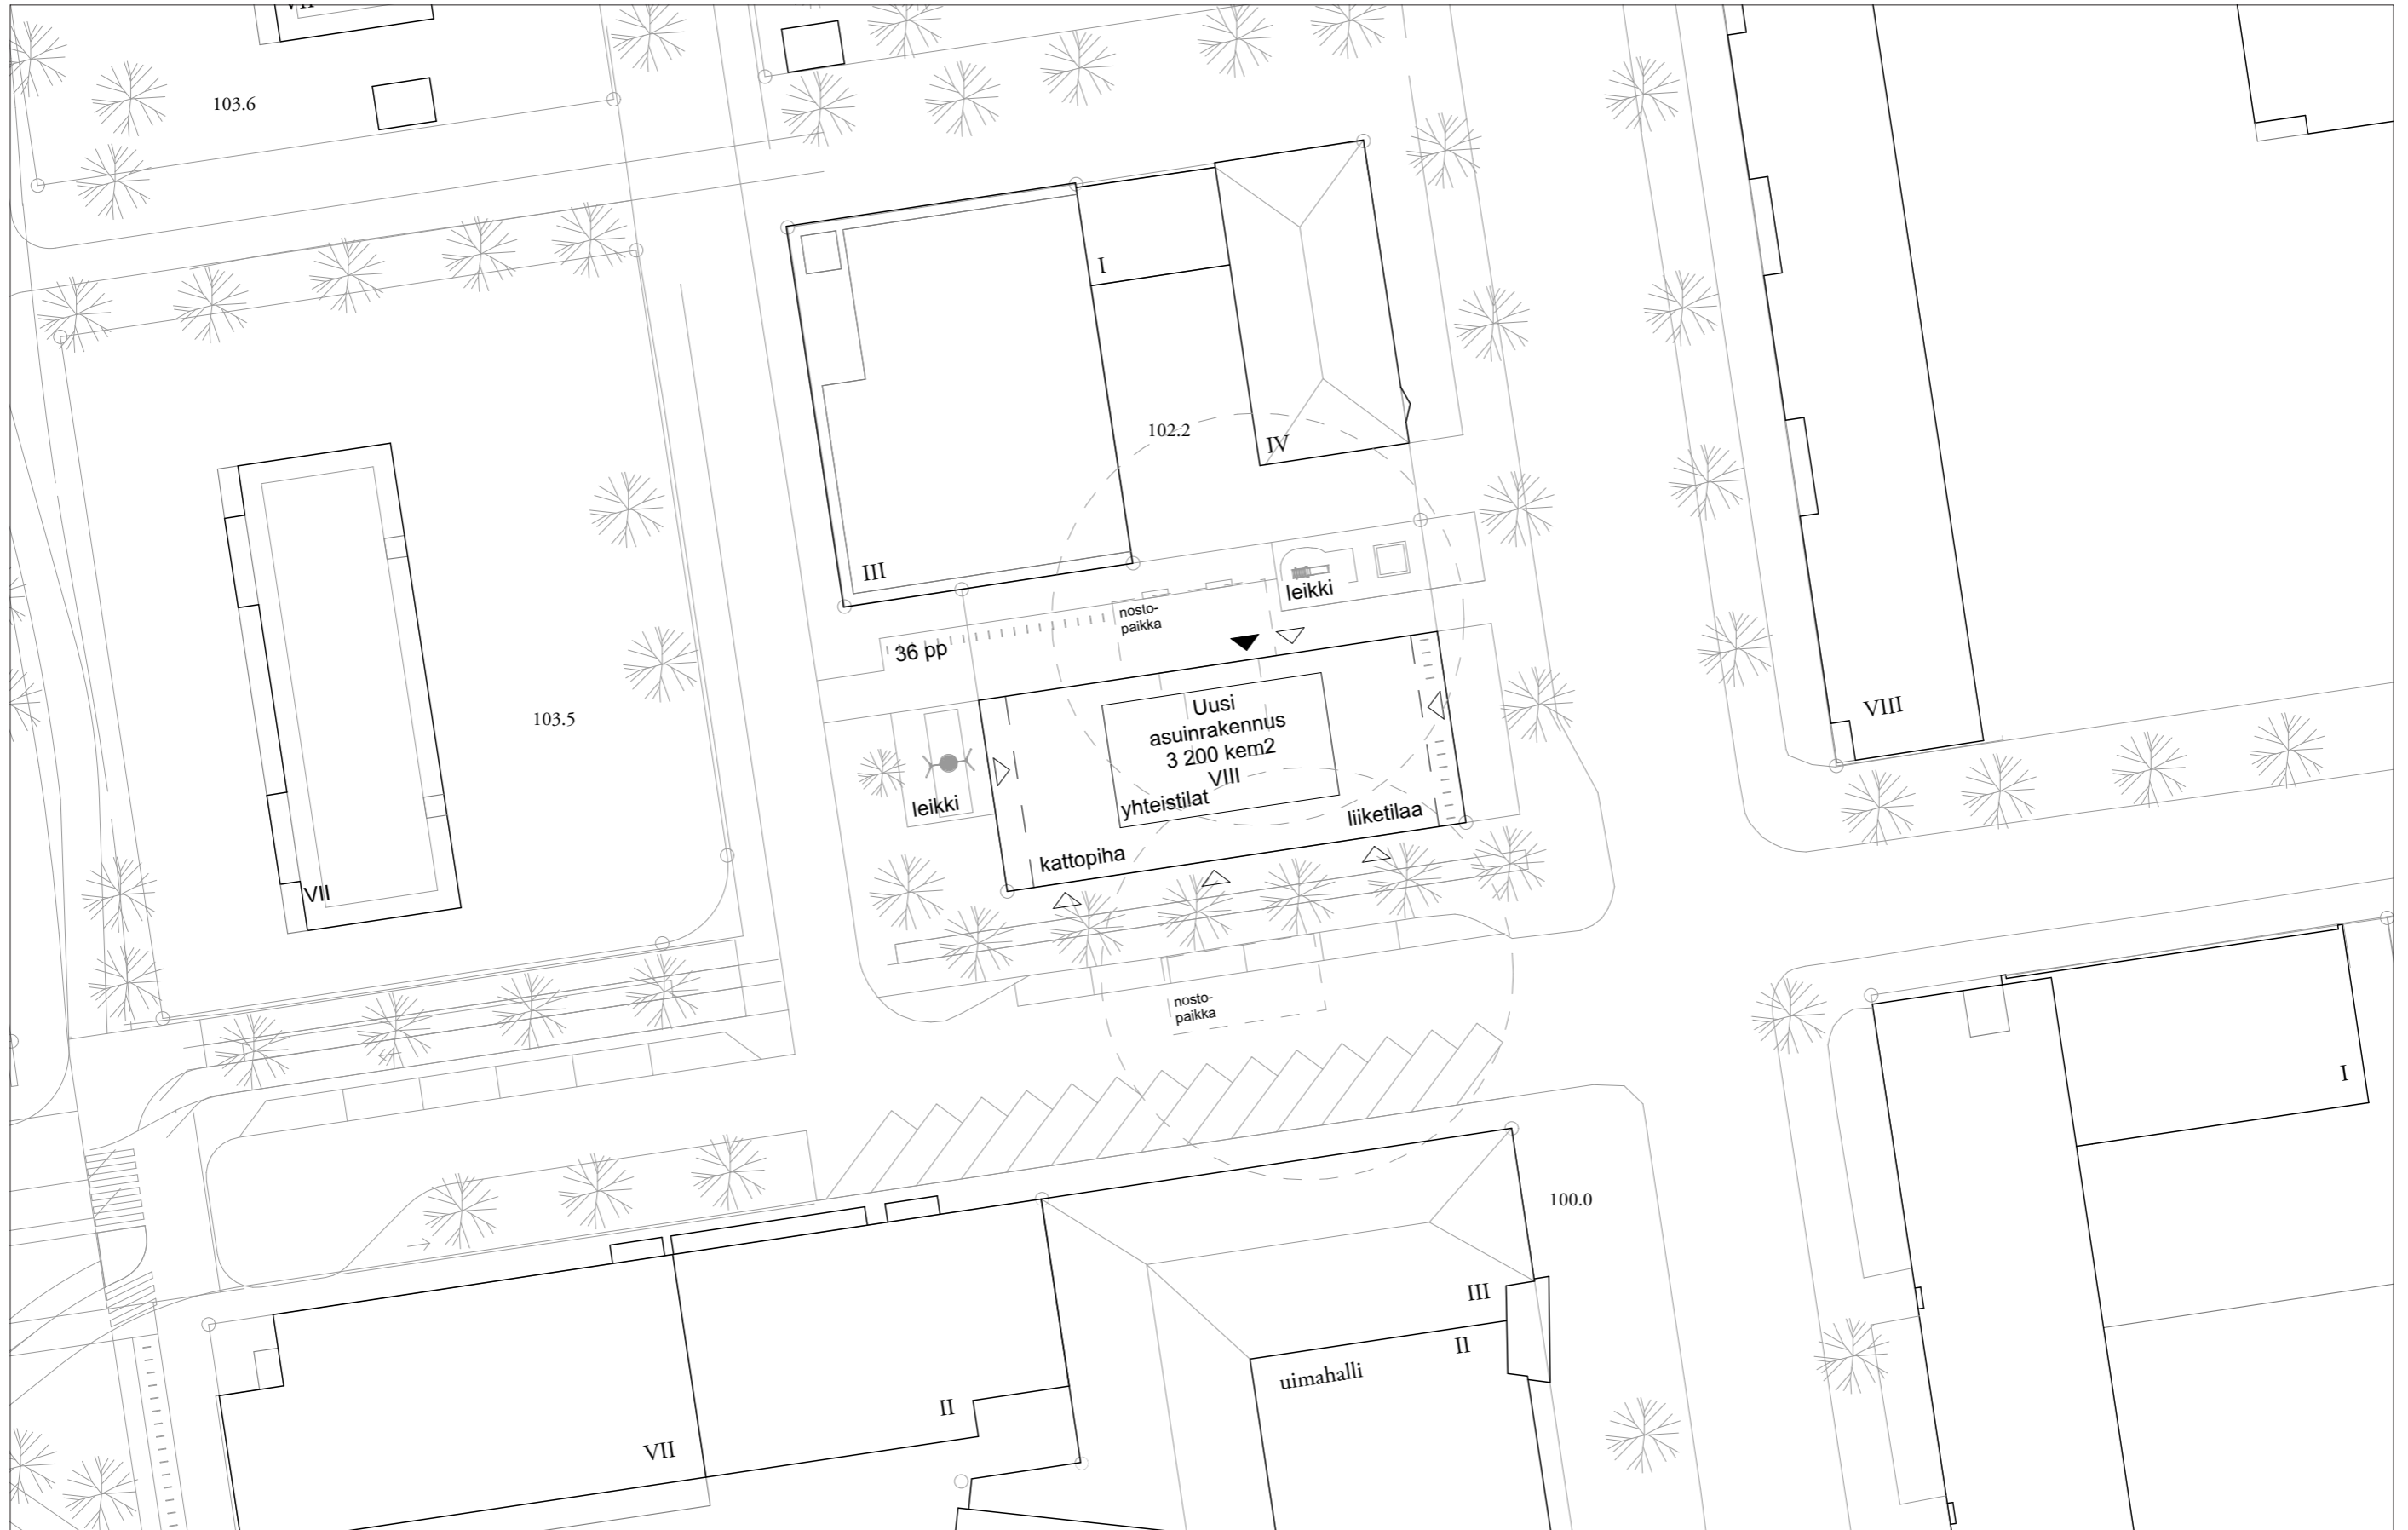 VII
103.6
I
102.2
IV
III
leikki
nosto-
paikka
36 pp
103.5
Uusi
asuinrakennus
3 200 kem2
VIII
yhteistilat
liiketilaa
leikki
kattopiha
VII
VIII
nosto-
paikka
I
100.0
III
II
uimahalli
II
VII